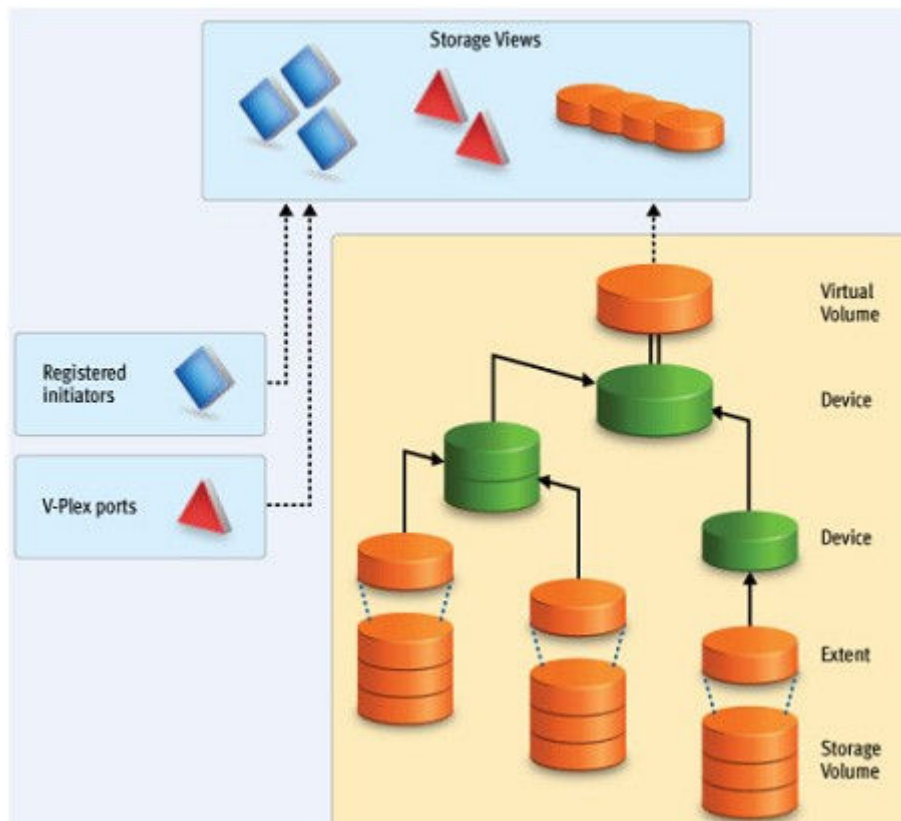 Storage Views
Virtual
Volume
Registered
initiators
Device
V-Plex ports
Device
Extent
Storage
Volume